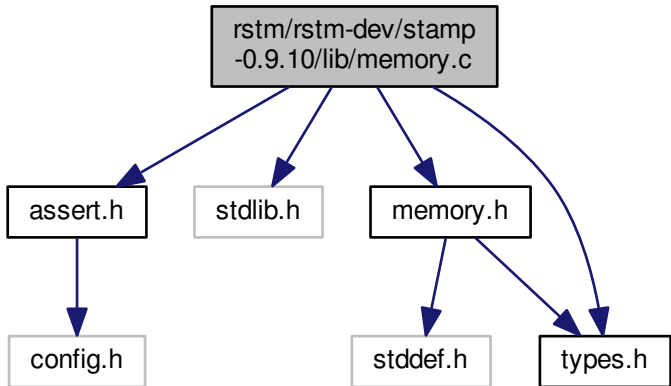 rstm/rstm-dev/stamp
-0.9.10/lib/memory.c
assert.h
stdlib.h
memory.h
config.h
stddef.h
types.h